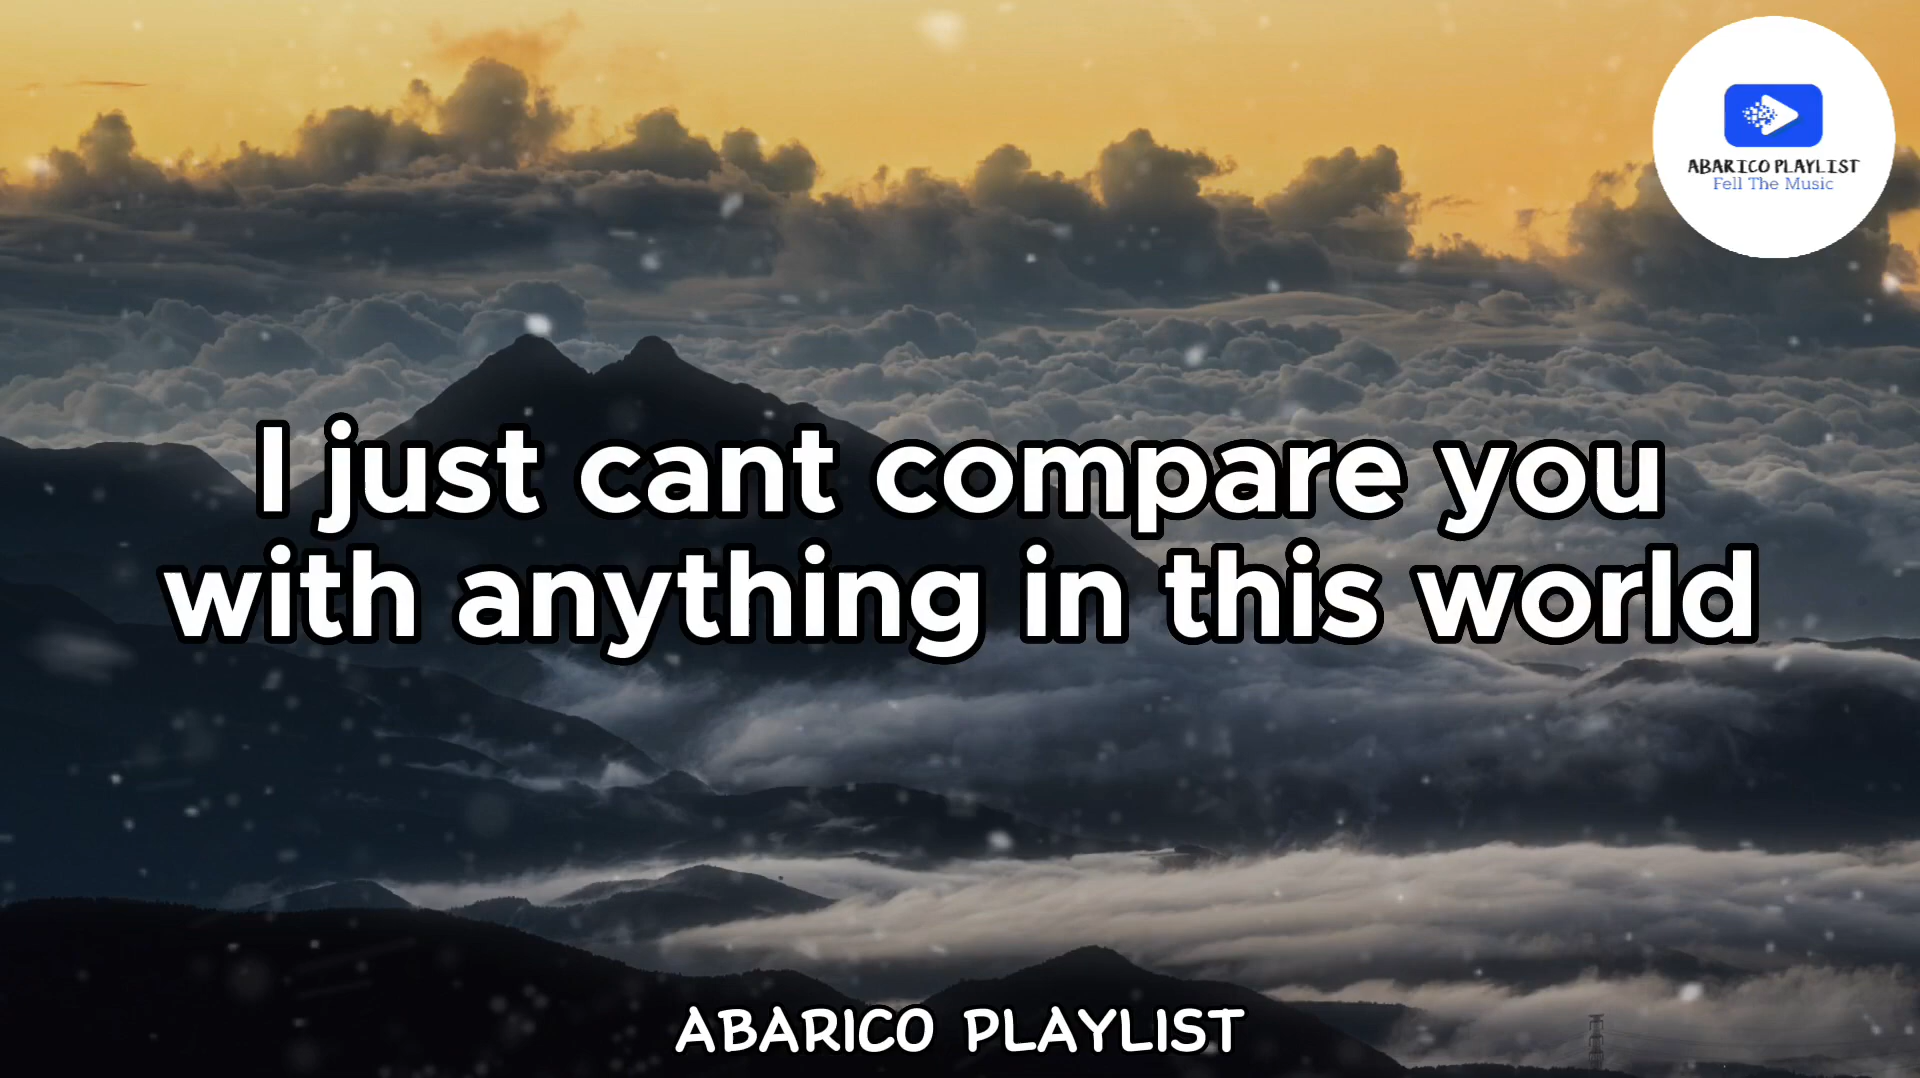 ABARICO PLAYLIST
Fell The Music
I just cant compare you
with anything in this world
ABARICO PLAYLIST